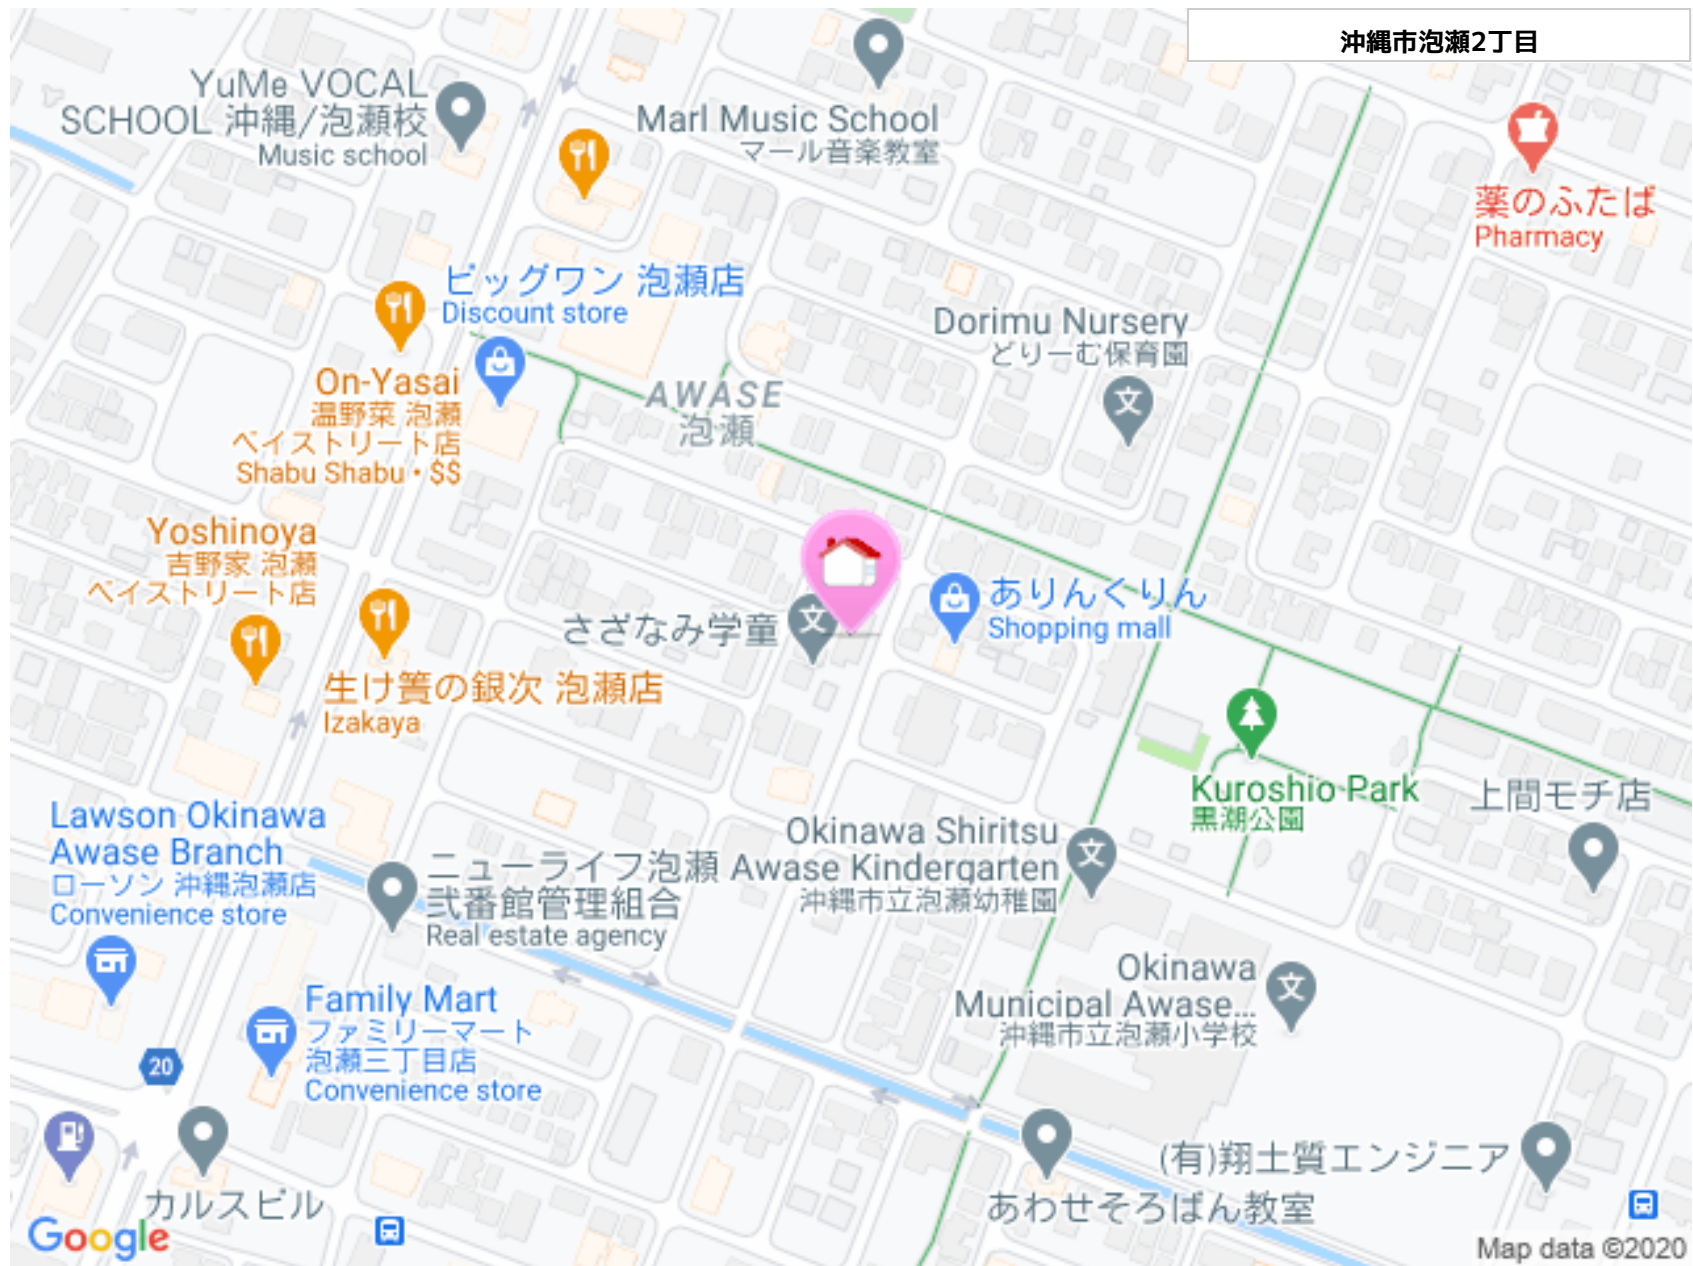 沖縄市泡瀬2丁目
YuMe VOCAL
SCHOOL 沖縄/泡瀬校
Music school
Marl Music School
マール音楽教室
薬のふたば
Pharmacy
ビッグワン 泡瀬店
Discount store
Dorimu Nursery
どりーむ保育園
On-Yasai
温野菜 泡瀬
ベイストリート店
Shabu Shabu・$$
AWASE
泡瀬
Yoshinoya
吉野家 泡瀬
ベイストリート店
さざなみ学童
ありんくりん
Shopping mall
生け簀の銀次 泡瀬店
Izakaya
Kuroshio Park
黒潮公園
上間モチ店
Lawson Okinawa
Awase Branch
ローソン 沖縄泡瀬店
Convenience store
ニューライフ泡瀬
弐番館管理組合
Real estate agency
Okinawa Shiritsu
Awase Kindergarten
沖縄市立泡瀬幼稚園
Okinawa
Municipal Awase...
沖縄市立泡瀬小学校
Family Mart
ファミリーマート
泡瀬三丁目店
Convenience store
20
カルスビル
(有)翔土質エンジニア
あわせそろばん教室
Google
Map data ©2020